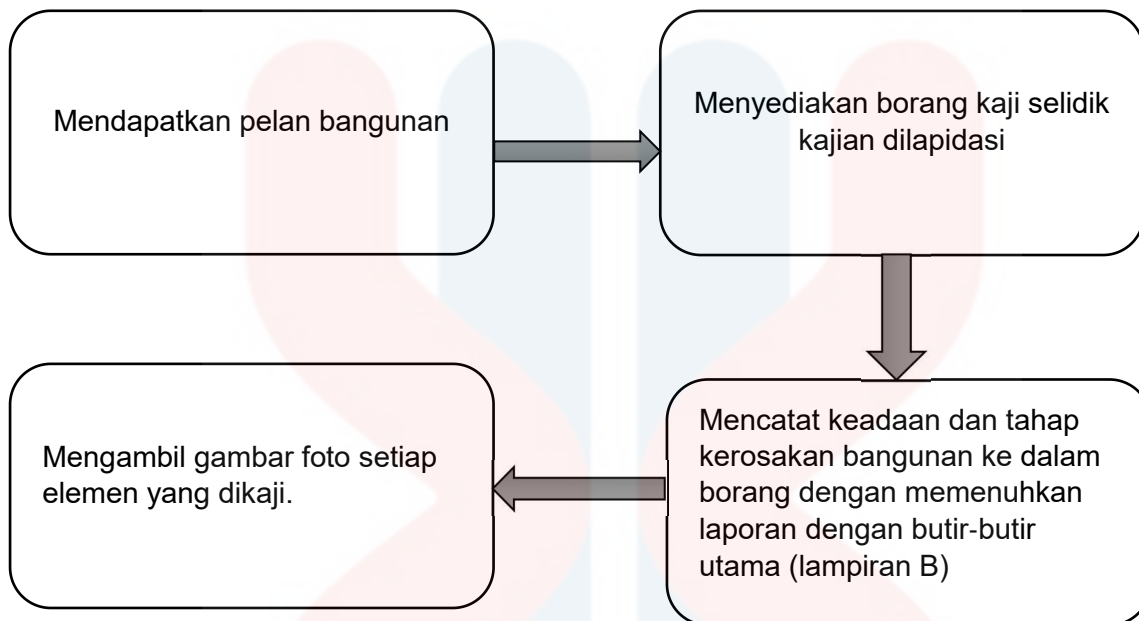 Mendapatkan pelan bangunan
Menyediakan borang kaji selidik
kajian dilapidasi
Mencatat keadaan dan tahap
kerosakan bangunan ke dalam
borang dengan memenuhkan
laporan dengan butir-butir
utama (lampiran B)
Mengambil gambar foto setiap
elemen yang dikaji.